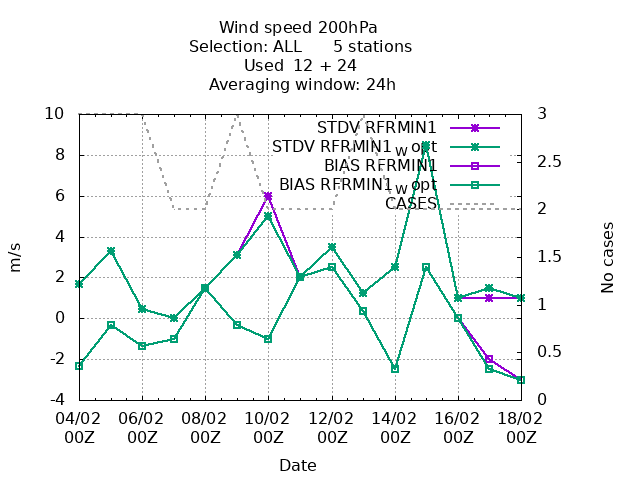 Wind speed 200hPa
Selection: ALL 5 stations
Used 12 + 24
Averaging window: 24h
STDV RFRMIN1
STDV RFRMIN1 w opt
BIAS RFRMIN1
BIAS RFRMIN1 w opt
CASES
10
8
6
4
2
0
-2
-4
m/s
3
2.5
2
1.5
1
0.5
0
No cases
04/02 06/02 08/02 10/02 12/02 14/02 16/02 18/02
00Z 00Z 00Z 00Z 00Z 00Z 00Z 00Z
Date